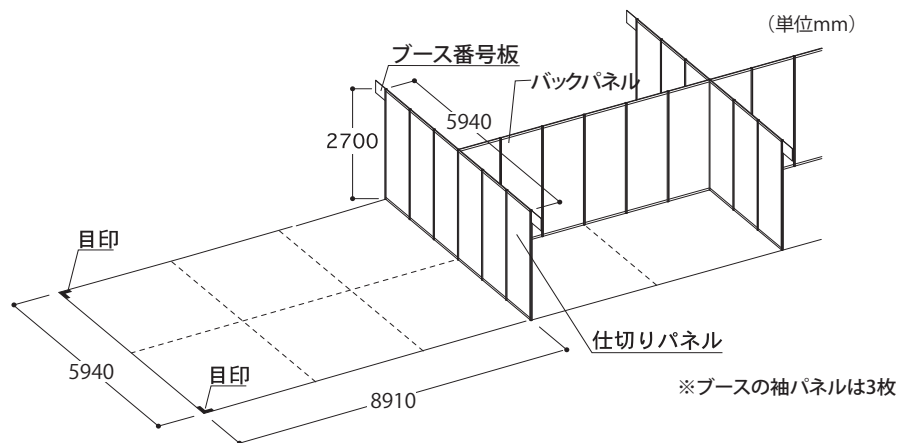 （単位mm）
ブース番号板
バックパネル
5940
2700
目印
仕切りパネル
5940
目印
8910
※ブースの袖パネルは3枚